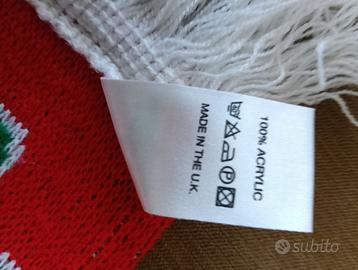 100% ACRYLIC
MADE IN THE U.K.
subito